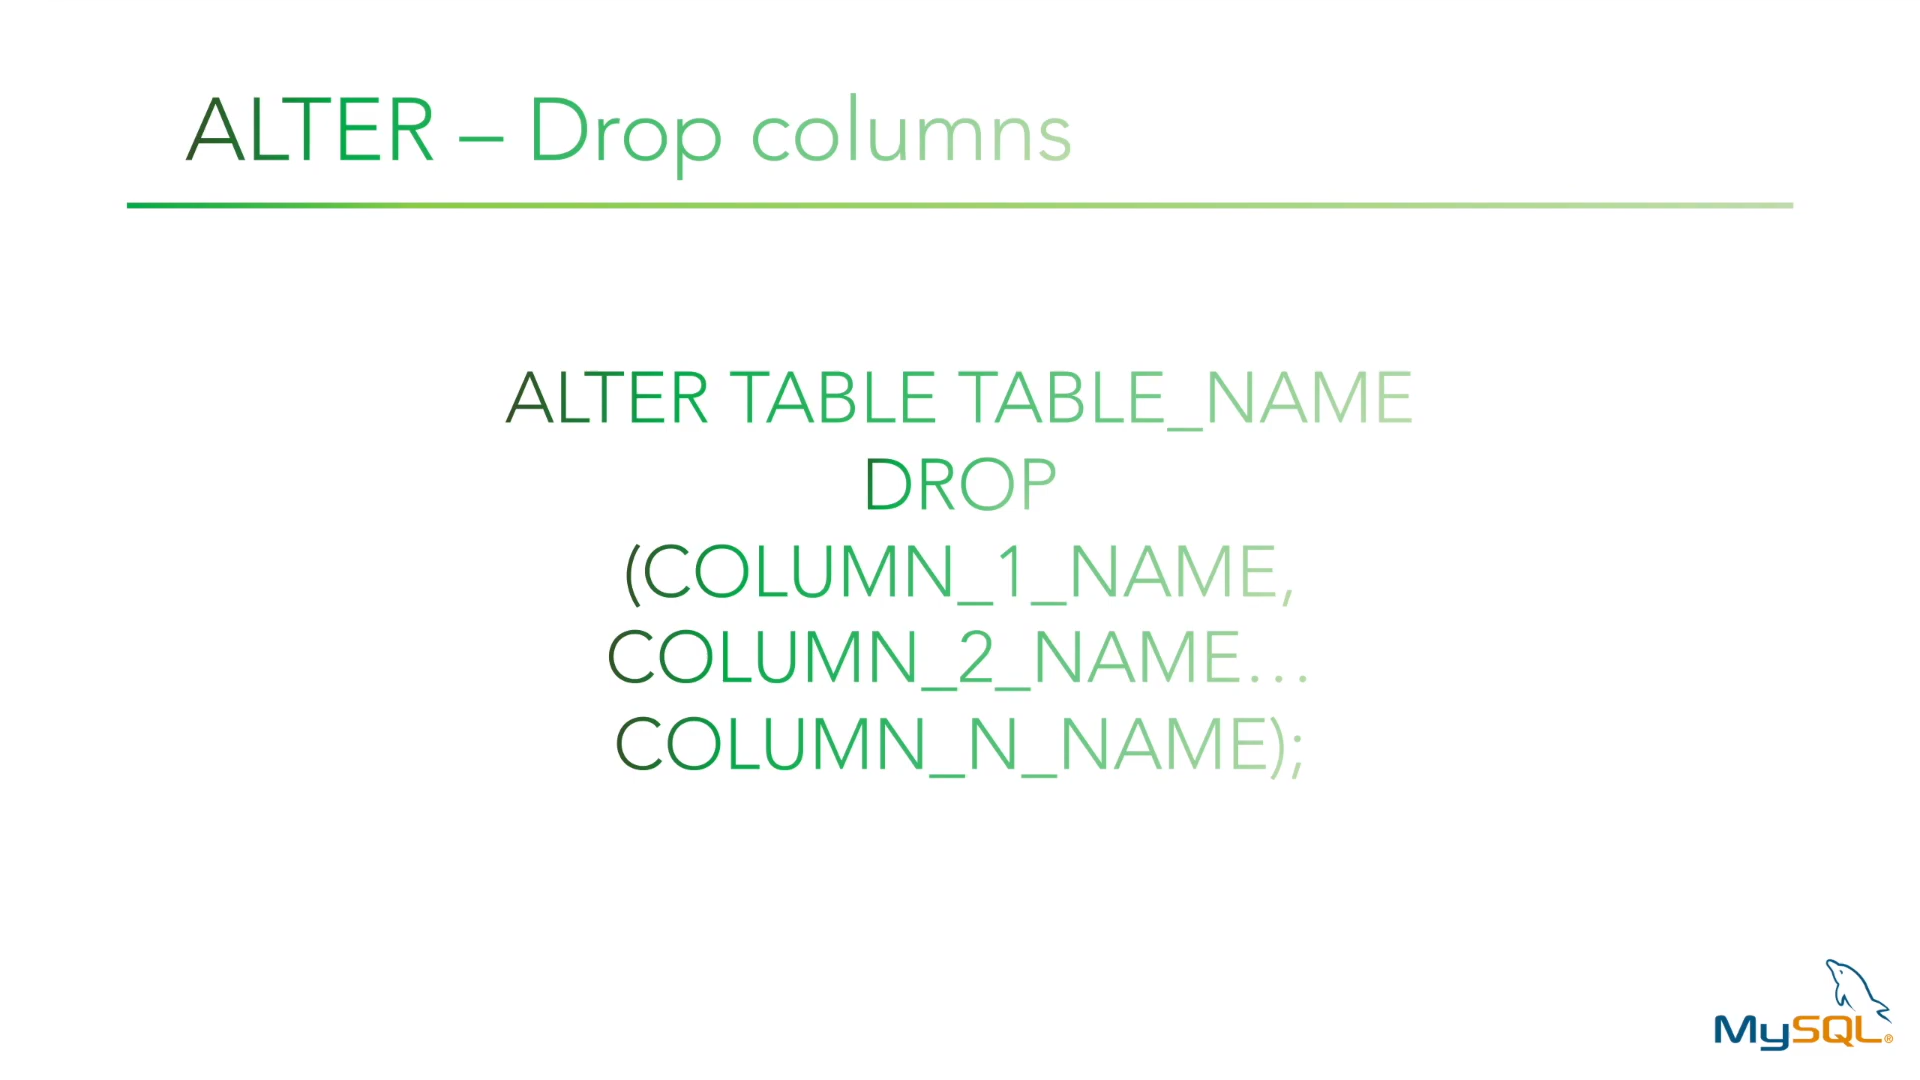 ALTER – Drop columns
ALTER TABLE TABLE_NAME
DROP
(COLUMN_1_NAME,
COLUMN_2_NAME…
COLUMN_N_NAME);
MySQL®